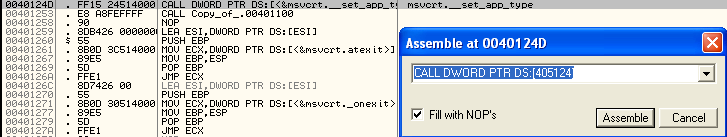 0040124D . FF15 24514000 CALL DWORD PTR DS:[<&msvcrt.__set_app_t msvcrt.__set_app_type
00401253 . E8 A8FEFFFF CALL Copy_of_.00401100
00401258 . 90 NOP
00401259 . 8DB426 000000 LEA ESI,DWORD PTR DS:[ESI]
00401260 $ 55 PUSH EBP
00401261 . 8B0D 3C514000 MOV ECX,DWORD PTR DS:[<&msvcrt.atexit>]
00401267 . 89E5 MOV EBP,ESP
00401269 . 5D POP EBP
0040126A . FFE1 JMP ECX
0040126C 8D7426 00 LEA ESI,DWORD PTR DS:[ESI]
00401270 . 55 PUSH EBP
00401271 . 8B0D 30514000 MOV ECX,DWORD PTR DS:[<&msvcrt._onexit>]
00401277 . 89E5 MOV EBP,ESP
00401279 . 5D POP EBP
0040127A . FFE1 JMP ECX
Assemble at 0040124D
CALL DWORD PTR DS:[405124]
Fill with NOP's
Assemble
Cancel